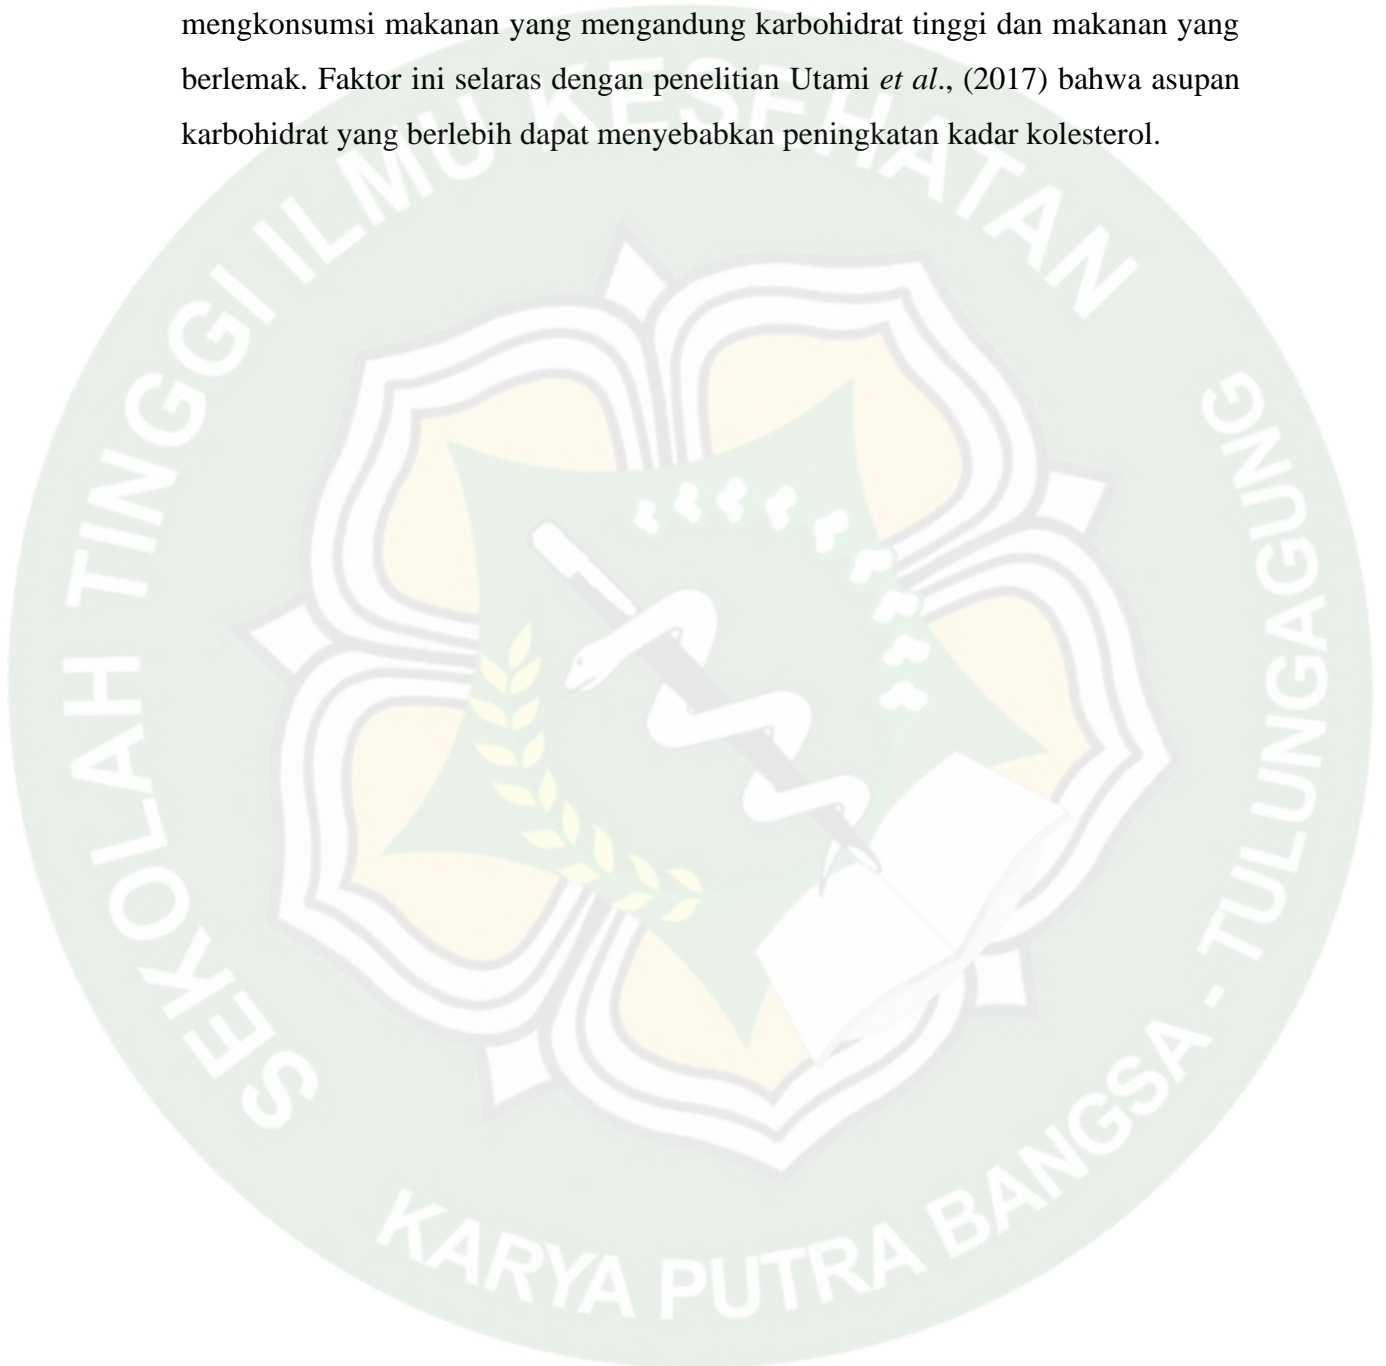 mengkonsumsi makanan yang mengandung karbohidrat tinggi dan makanan yang
berlemak. Faktor ini selaras dengan penelitian Utami et al., (2017) bahwa asupan
karbohidrat yang berlebih dapat menyebabkan peningkatan kadar kolesterol.
SEKOLAH TINGGI ILMU KESEHATAN
KARYA PUTRA BANGSA - TULUNGAGUNG